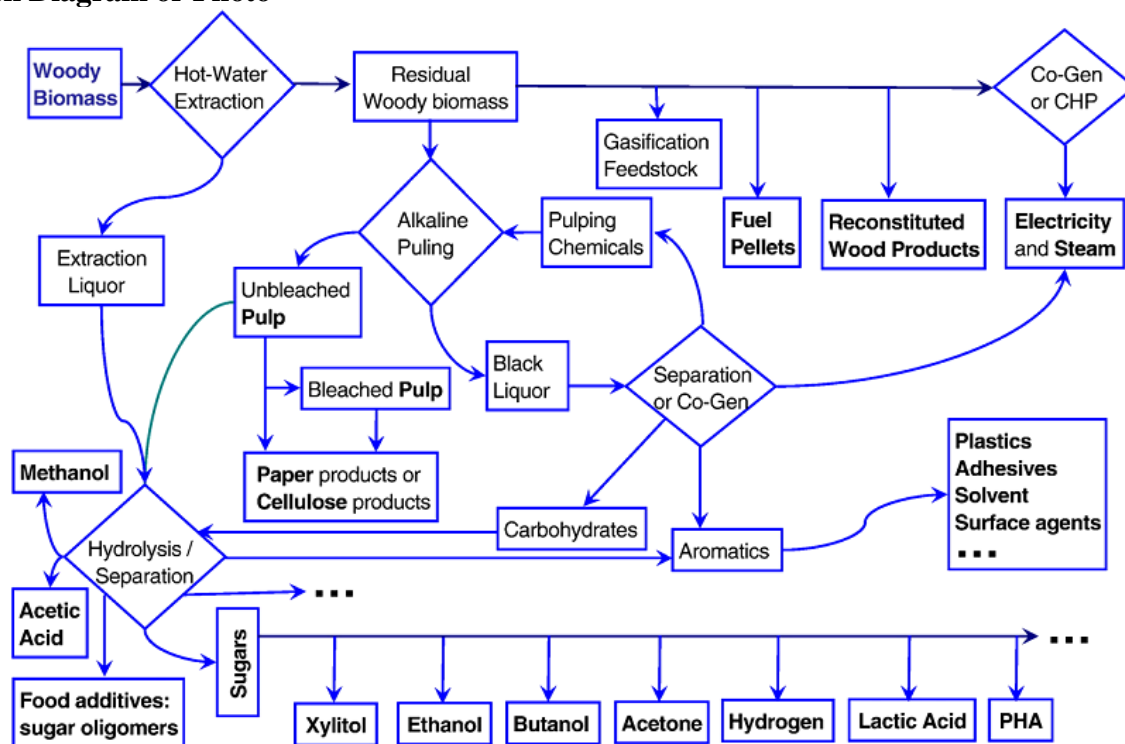 Woody
Biomass
Hot-Water
Extraction
Residual
Woody biomass
Co-Gen
or CHP
Gasification
Feedstock
Alkaline
Puling
Pulping
Chemicals
Fuel
Pellets
Reconstituted
Wood Products
Electricity
and Steam
Extraction
Liquor
Unbleached
Pulp
Bleached Pulp
Black
Liquor
Separation
or Co-Gen
Paper products or
Cellulose products
Plastics
Adhesives
Solvent
Surface agents
...
Methanol
Carbohydrates
Aromatics
Hydrolysis /
Separation
...
Acetic
Acid
Sugars
...
Food additives:
sugar oligomers
Xylitol
Ethanol
Butanol
Acetone
Hydrogen
Lactic Acid
PHA